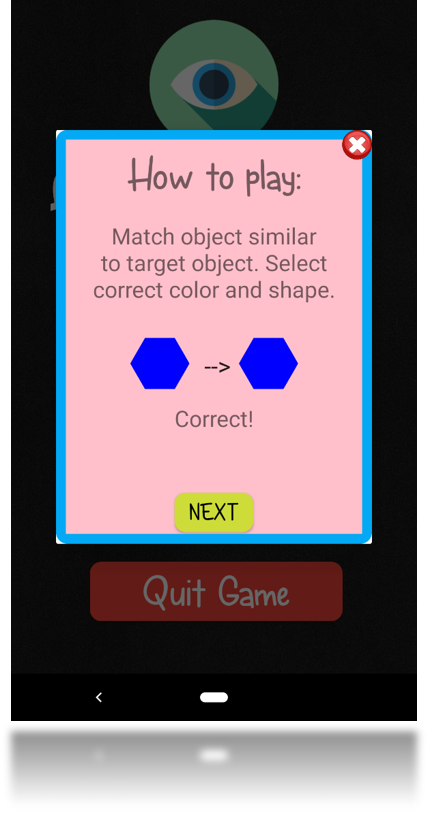 How to play:
Match object similar
to target object. Select
correct color and shape.
-->
Correct!
NEXT
Quit Game